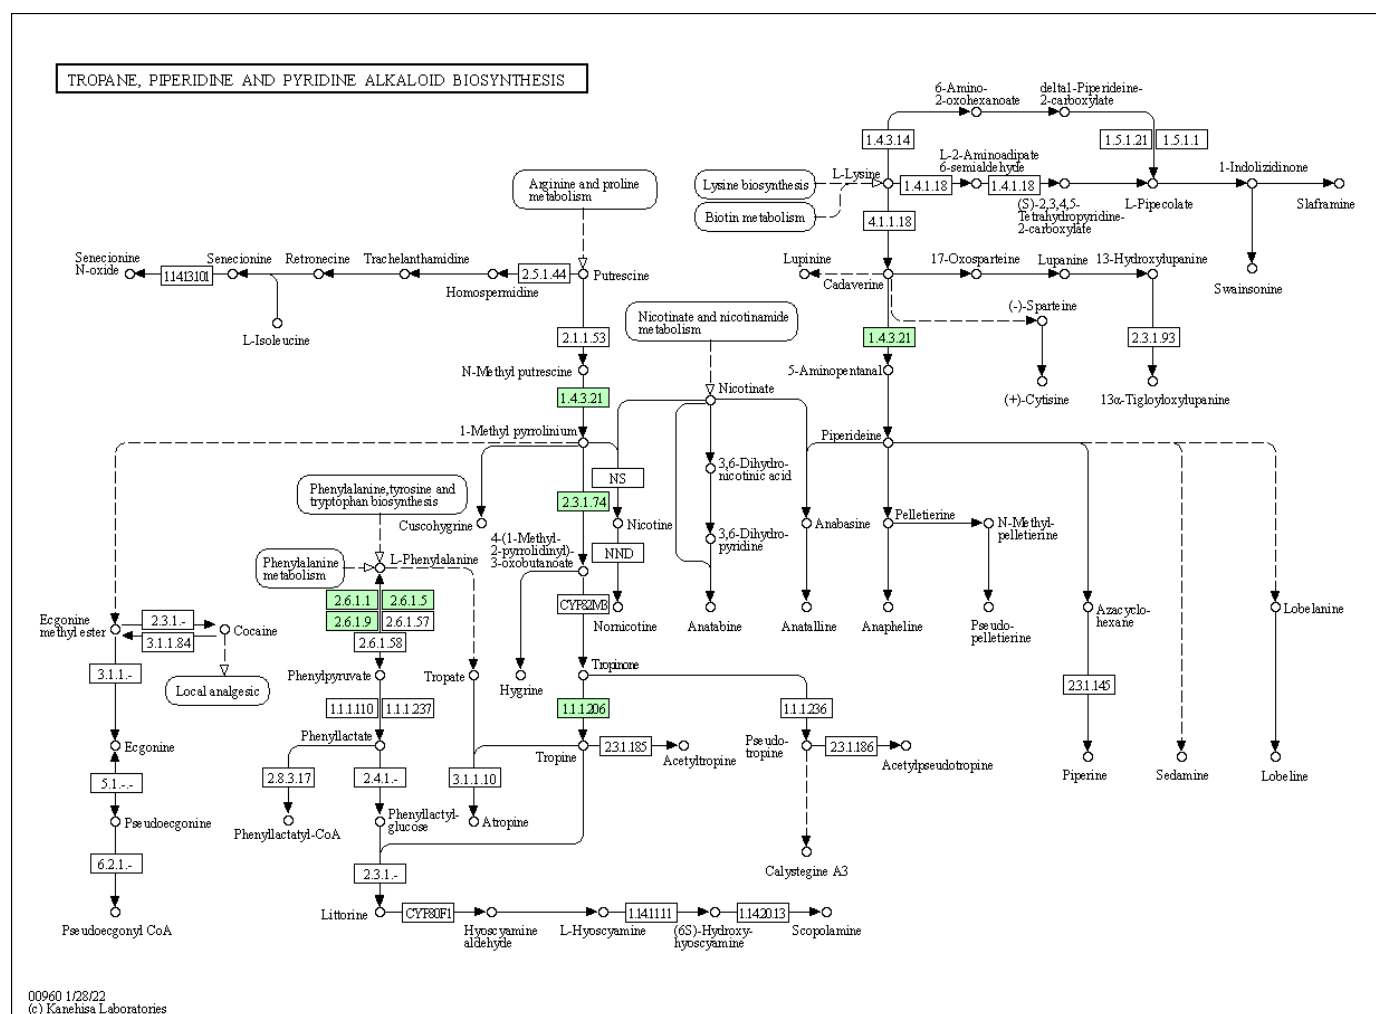 TROPANE, PIPERIDINE AND PYRIDINE ALKALOID BIOSYNTHESIS
6-Amino-
2-oxohexanoate
delta1-Piperideine-
2-carboxylate
1.4.3.14
1.5.1.21
1.5.1.1
L-2-Aminoadipate
6-semialdehyde
Arginine and proline
metabolism
Lysine biosynthesis
L-Lysine
1.4.1.18
1.4.1.18
1-Indolizidinone
Biotin metabolism
(S)-2,3,4,5-
Tetrahydropyridine-
2-carboxylate
L-Pipecolate
Slaframine
4.1.1.18
Senecionine
N-oxide
1.14.13.101
Senecionine
Retronecine
Trachelanthamidine
Homospermidine
2.5.1.44
Putrescine
Lupinine
Cadaverine
17-Oxosparteine
Lupanine
13-Hydroxylupanine
Swainsonine
L-Isoleucine
Nicotinate and nicotinamide
metabolism
(-)-Sparteine
2.1.1.53
1.4.3.21
2.3.1.93
N-Methyl putrescine
5-Aminopentanal
1.4.3.21
Nicotinate
(+)-Cytisine
13α-Tigloyloxylupanine
1-Methyl pyrrolinium
Piperideine
Phenylalanine, tyrosine and
tryptophan biosynthesis
NS
3,6-Dihydro-
nicotinic acid
2.3.1.74
Cuscohygrine
Nicotine
Anabasine
Pelletierine
N-Methyl-
pelletierine
4-(1-Methyl-
2-pyrrolidinyl)-
3-oxobutanoate
NND
3,6-Dihydro-
pyridine
Phenylalanine
metabolism
L-Phenylalanine
2.6.1.1
2.6.1.5
2.6.1.9
2.6.1.57
2.6.1.58
CYP82M3
Nornicotine
Anatabine
Anatalline
Anapheline
Pseudo-
pelletierine
Azacyclo-
hexane
Lobelanine
Ecgonine
methyl ester
2.3.1.-
3.1.1.84
Cocaine
3.1.1.-
Local analgesic
Phenylpyruvate
Tropate
Hygrine
Tropinone
2.3.1.145
1.1.1.110
1.1.1.237
1.1.1.206
1.1.1.236
Ecgonine
Phenyllactate
Tropine
2.3.1.185
Acetyltropine
Pseudo-
tropine
2.3.1.186
Acetylpseudotropine
Piperine
Sedamine
Lobeline
5.1.-.-
2.8.3.17
2.4.1.-
3.1.1.10
Pseudoecgonine
Phenyllactatyl-CoA
Phenyllactyl-
glucose
Atropine
6.2.1.-
2.3.1.-
Calystegine A3
Pseudoecgonyl CoA
Littorine
CYP80F1
Hyoscyamine
aldehyde
L-Hyoscyamine
1.14.11.11
(6S)-Hydroxy-
hyoscyamine
1.14.20.13
Scopolamine
00960 1/28/22
(c) Kanehisa Laboratories